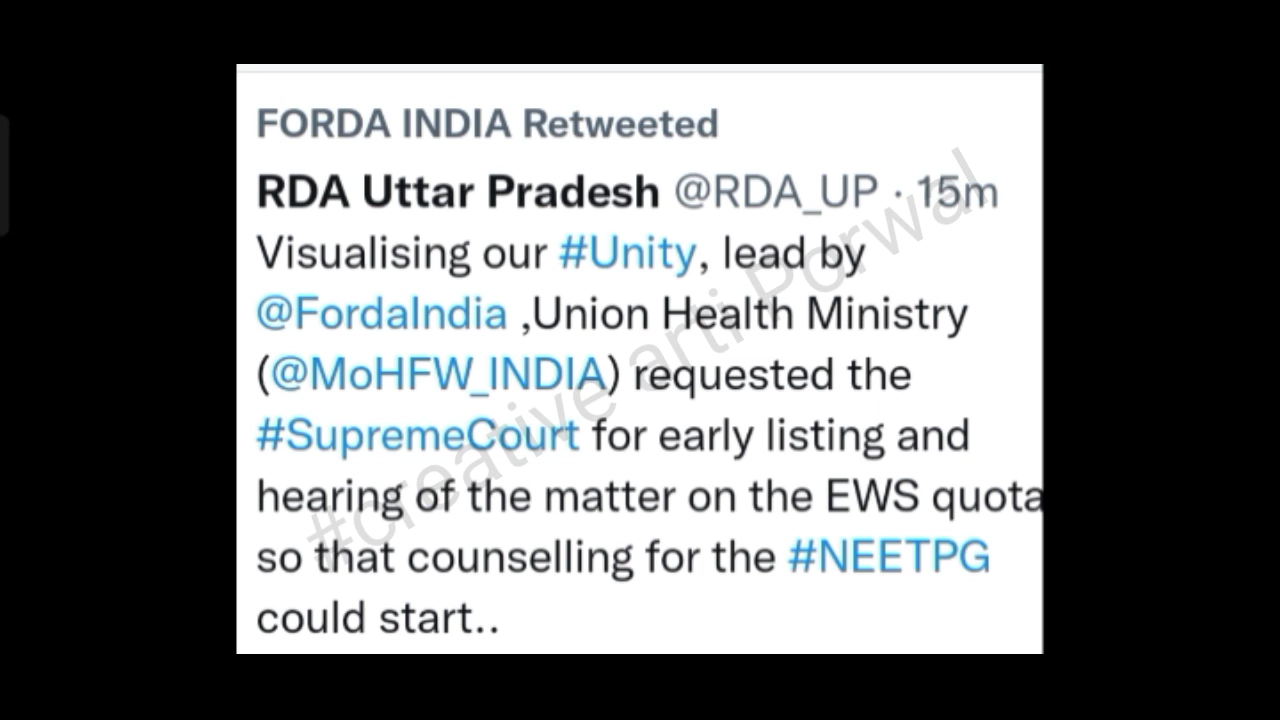 FORDA INDIA Retweeted
RDA Uttar Pradesh @RDA_UP · 15m
Visualising our #Unity, lead by
@FordaIndia ,Union Health Ministry
(@MoHFW_INDIA) requested the
#SupremeCourt for early listing and
hearing of the matter on the EWS quota
so that counselling for the #NEETPG
could start..
#creative arti Porwal